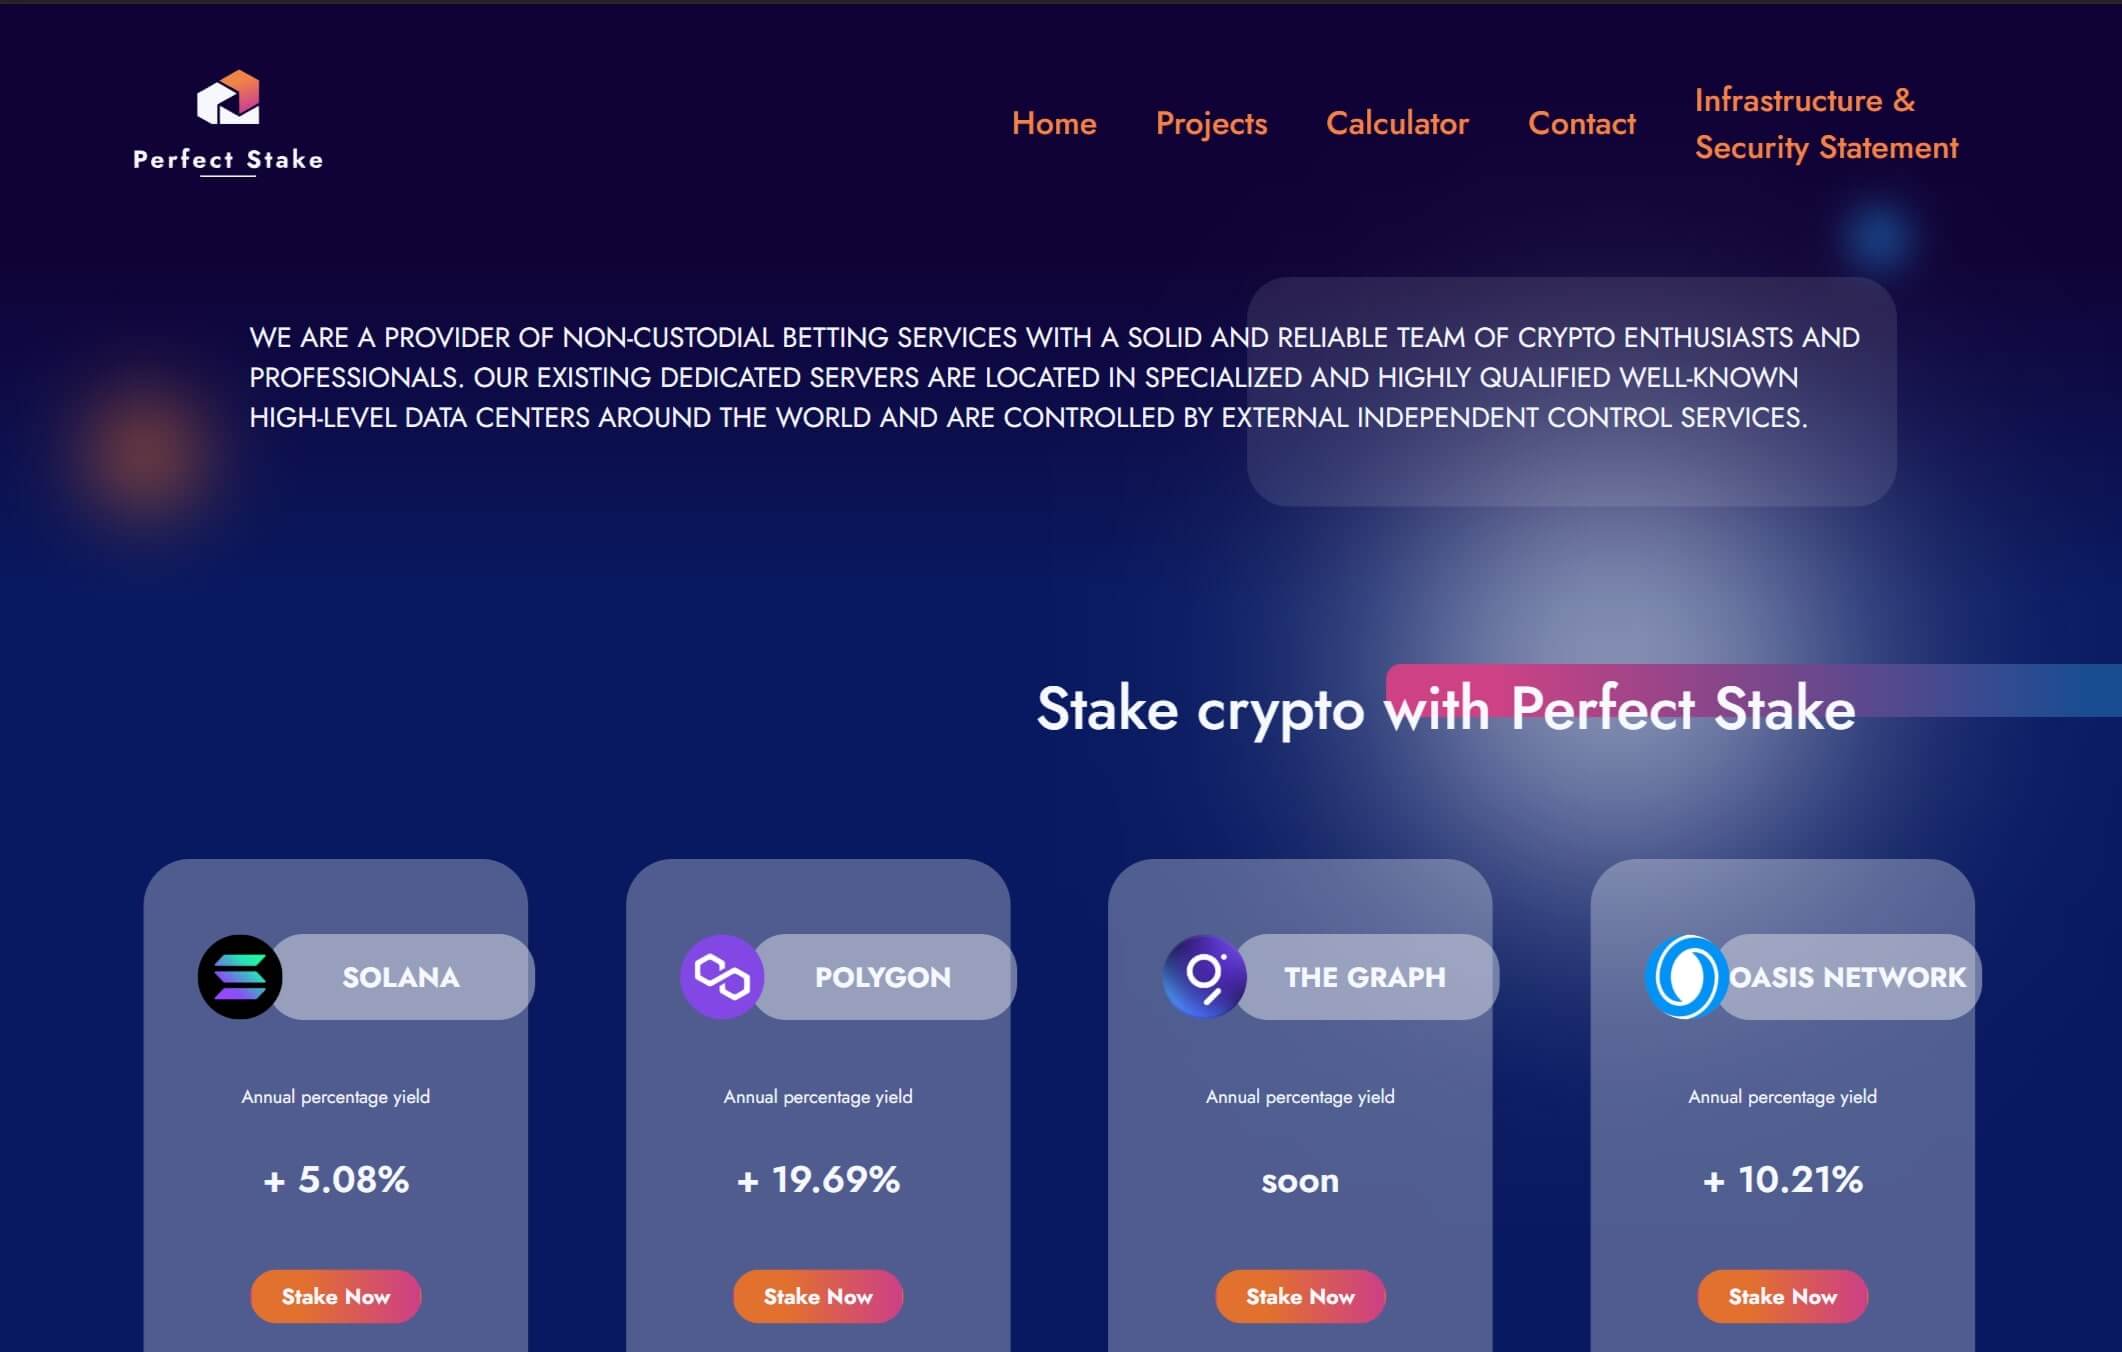 Perfect Stake
Home
Projects
Calculator
Contact
Infrastructure &
Security Statement
WE ARE A PROVIDER OF NON-CUSTODIAL BETTING SERVICES WITH A SOLID AND RELIABLE TEAM OF CRYPTO ENTHUSIASTS AND
PROFESSIONALS. OUR EXISTING DEDICATED SERVERS ARE LOCATED IN SPECIALIZED AND HIGHLY QUALIFIED WELL-KNOWN
HIGH-LEVEL DATA CENTERS AROUND THE WORLD AND ARE CONTROLLED BY EXTERNAL INDEPENDENT CONTROL SERVICES.
Stake crypto with Perfect Stake
SOLANA
Annual percentage yield
+ 5.08%
Stake Now
POLYGON
Annual percentage yield
+ 19.69%
Stake Now
THE GRAPH
Annual percentage yield
soon
Stake Now
OASIS NETWORK
Annual percentage yield
+ 10.21%
Stake Now